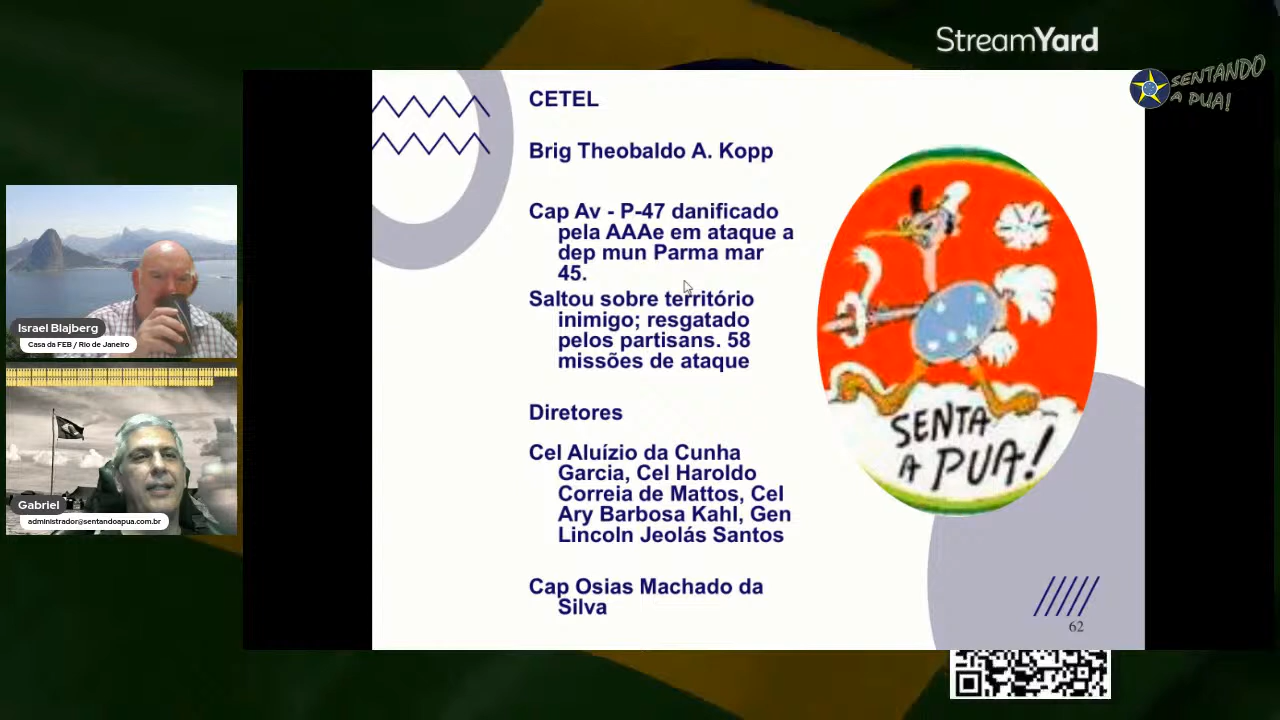 StreamYard
SENTANDO
A PUA!
CETEL
Brig Theobaldo A. Kopp
Cap Av - P-47 danificado
pela AAAe em ataque a
dep mun Parma mar
45.
Saltou sobre território
inimigo; resgatado
pelos partisans. 58
missões de ataque
Diretores
Cel Aluízio da Cunha
Garcia, Cel Haroldo
Correia de Mattos, Cel
Ary Barbosa Kahl, Gen
Lincoln Jeolás Santos
Cap Osias Machado da
Silva
SENTA
A PUA!
62
Israel Blajberg
Casa da FEB / Rio de Janeiro
Gabriel
administrador@sentandoapua.com.br